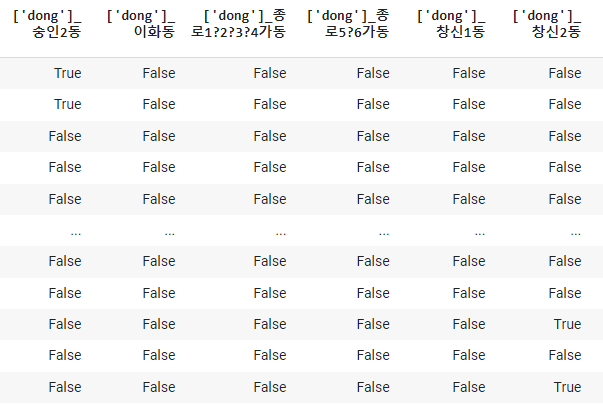 ['dong']_ ['dong']_ ['dong']_종 ['dong']_종 ['dong']_ ['dong']_
숭인2동 이화동 로1?2?3?4가동 로5?6가동 창신1동 창신2동
True False False False False False
True False False False False False
False False False False False False
False False False False False False
False False False False False False
... ... ... ... ... ...
False False False False False False
False False False False False False
False False False False False True
False False False False False False
False False False False False True